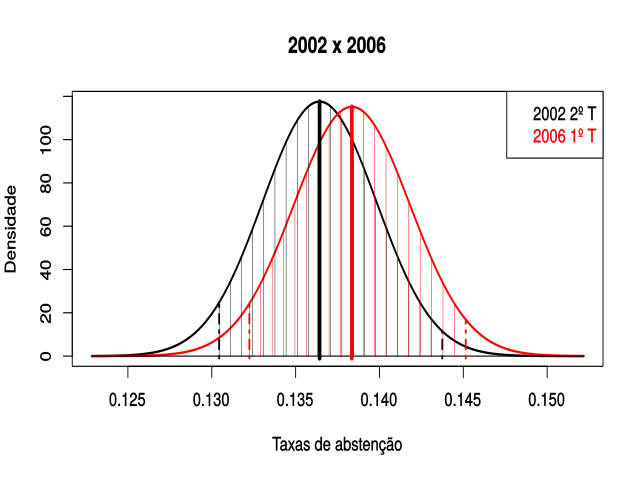 2002 x 2006
2002 2º T
2006 1º T
Densidade
0 20 40 60 80 100
0.125 0.130 0.135 0.140 0.145 0.150
Taxas de abstenção